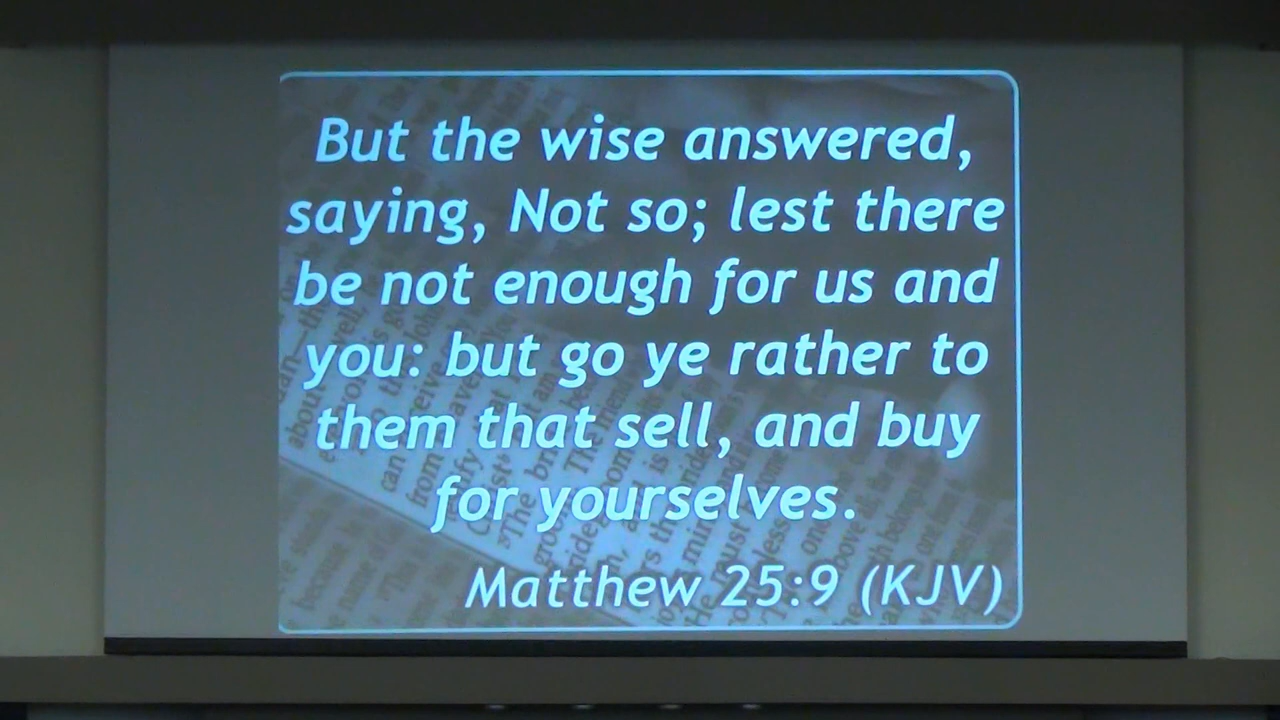 But the wise answered,
saying, Not so; lest there
be not enough for us and
you: but go ye rather to
them that sell, and buy
for yourselves.
Matthew 25:9 (KJV)